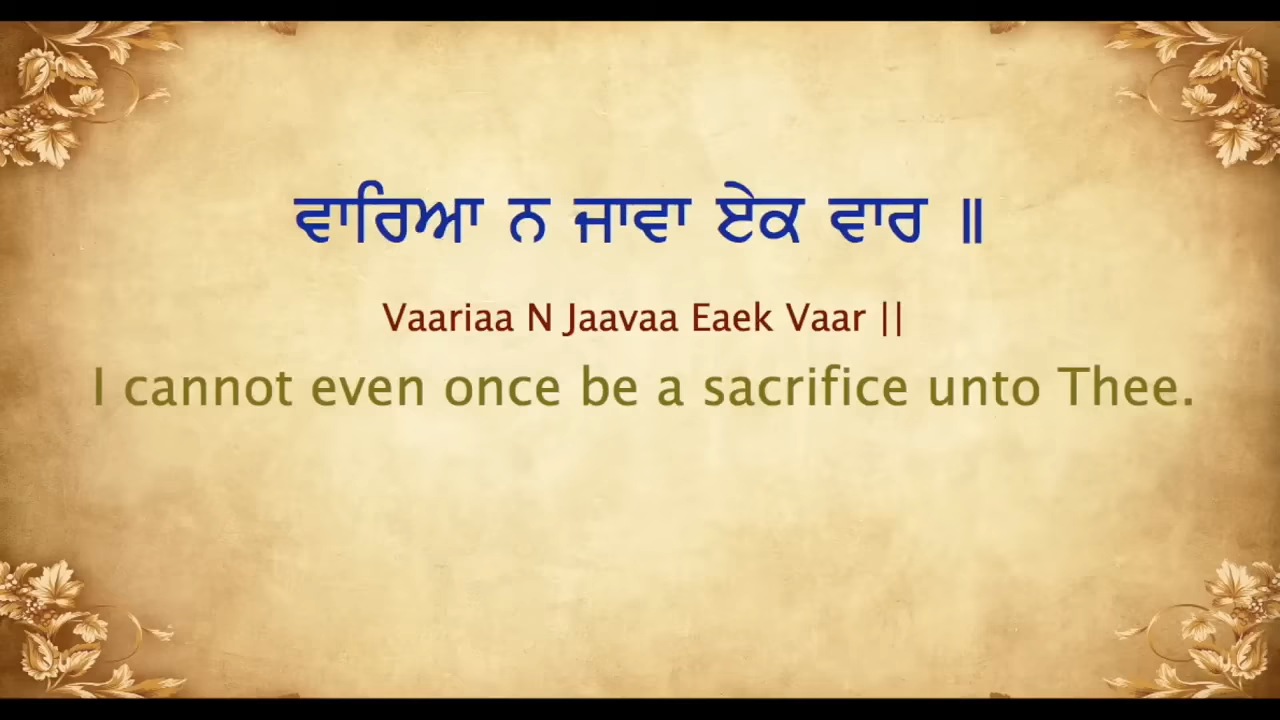 ਵਾਰਿਆ ਨ ਜਾਵਾ ਏਕ ਵਾਰ ॥
Vaariaa N Jaavaa Eaek Vaar ||
I cannot even once be a sacrifice unto Thee.